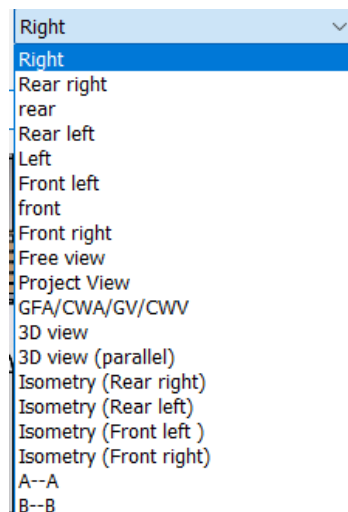 Right
Right
Rear right
rear
Rear left
Left
Front left
front
Front right
Free view
Project View
GFA/CWA/GV/CWV
3D view
3D view (parallel)
Isometry (Rear right)
Isometry (Rear left)
Isometry (Front left )
Isometry (Front right)
A--A
B--B